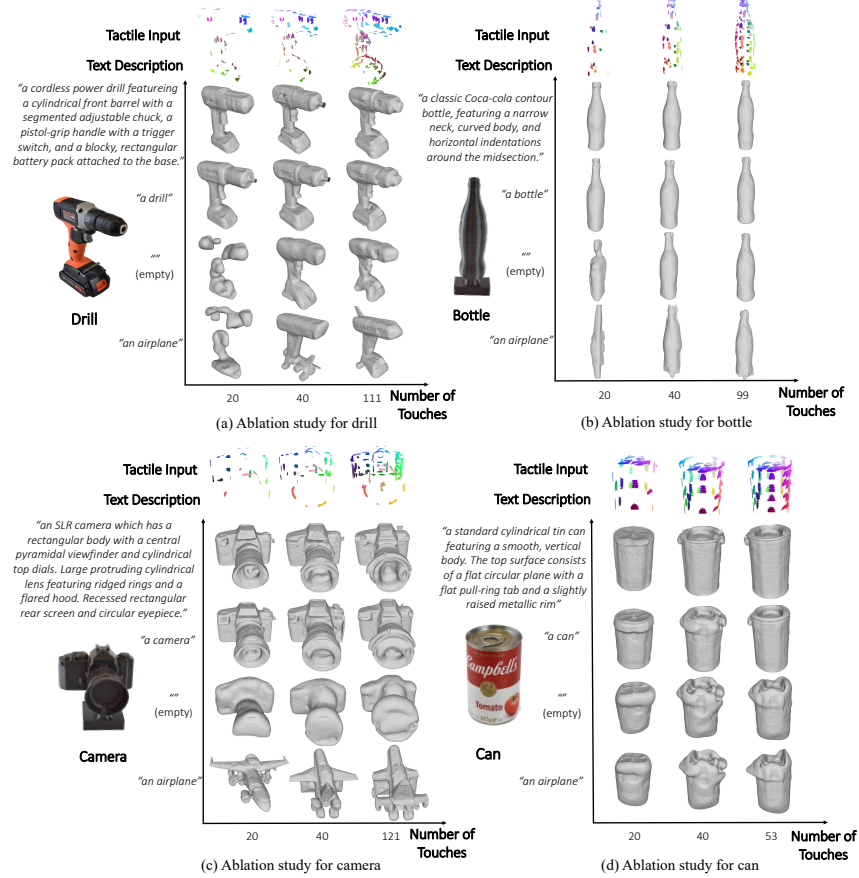 Tactile Input
Text Description
"a cordless power drill featureing
a cylindrical front barrel with a
segmented adjustable chuck, a
pistol-grip handle with a trigger
switch, and a blocky, rectangular
battery pack attached to the base."
"a drill"
""
(empty)
Drill
"an airplane"
20
40
111
Number of
Touches
(a) Ablation study for drill
Tactile Input
Text Description
"a classic Coca-cola contour
bottle, featuring a narrow
neck, curved body, and
horizontal indentations
around the midsection."
"a bottle"
""
(empty)
Bottle
"an airplane"
20
40
99
Number of
Touches
(b) Ablation study for bottle
Tactile Input
Text Description
"an SLR camera which has a
rectangular body with a central
pyramidal viewfinder and cylindrical
top dials. Large protruding cylindrical
lens featuring ridged rings and a
flared hood. Recessed rectangular
rear screen and circular eyepiece."
"a camera"
""
(empty)
Camera
"an airplane"
20
40
121
Number of
Touches
(c) Ablation study for camera
Tactile Input
Text Description
"a standard cylindrical tin can
featuring a smooth, vertical
body. The top surface consists
of a flat circular plane with a
flat pull-ring tab and a slightly
raised metallic rim"
"a can"
Campbell's
Tomato
SOUP
""
(empty)
Can
"an airplane"
20
40
53
Number of
Touches
(d) Ablation study for can